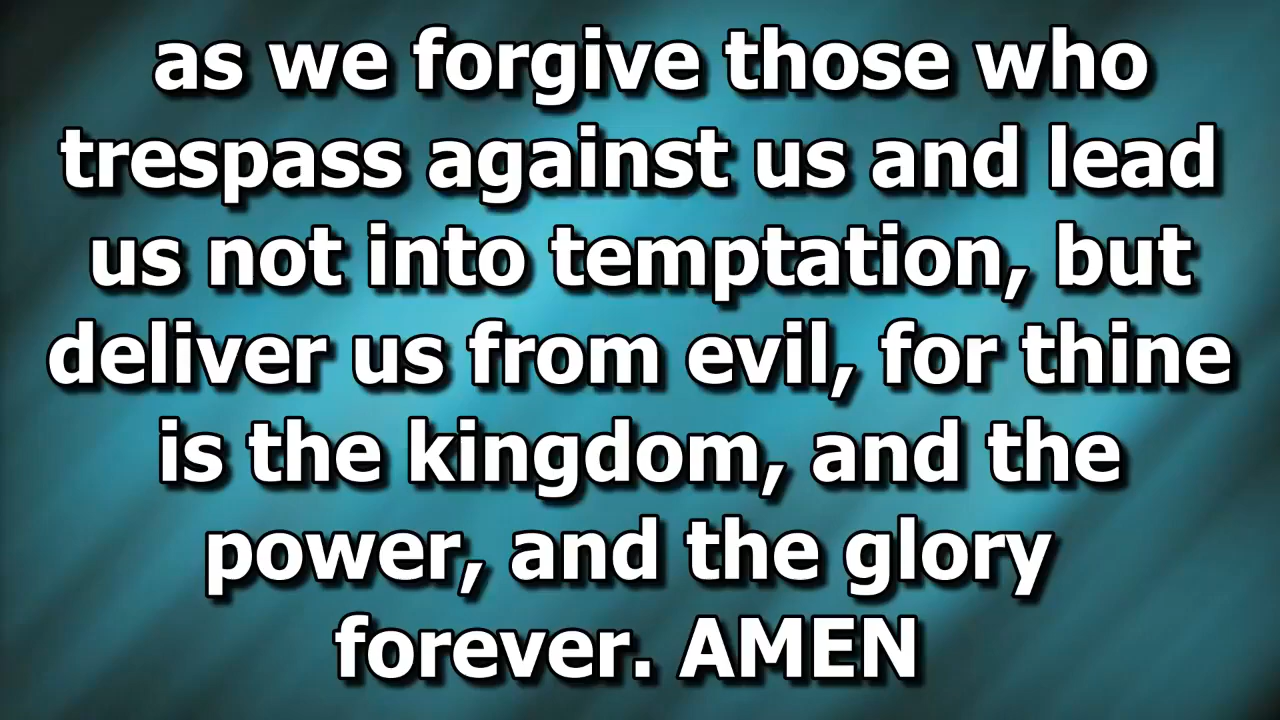 as we forgive those who
trespass against us and lead
us not into temptation, but
deliver us from evil, for thine
is the kingdom, and the
power, and the glory
forever. AMEN